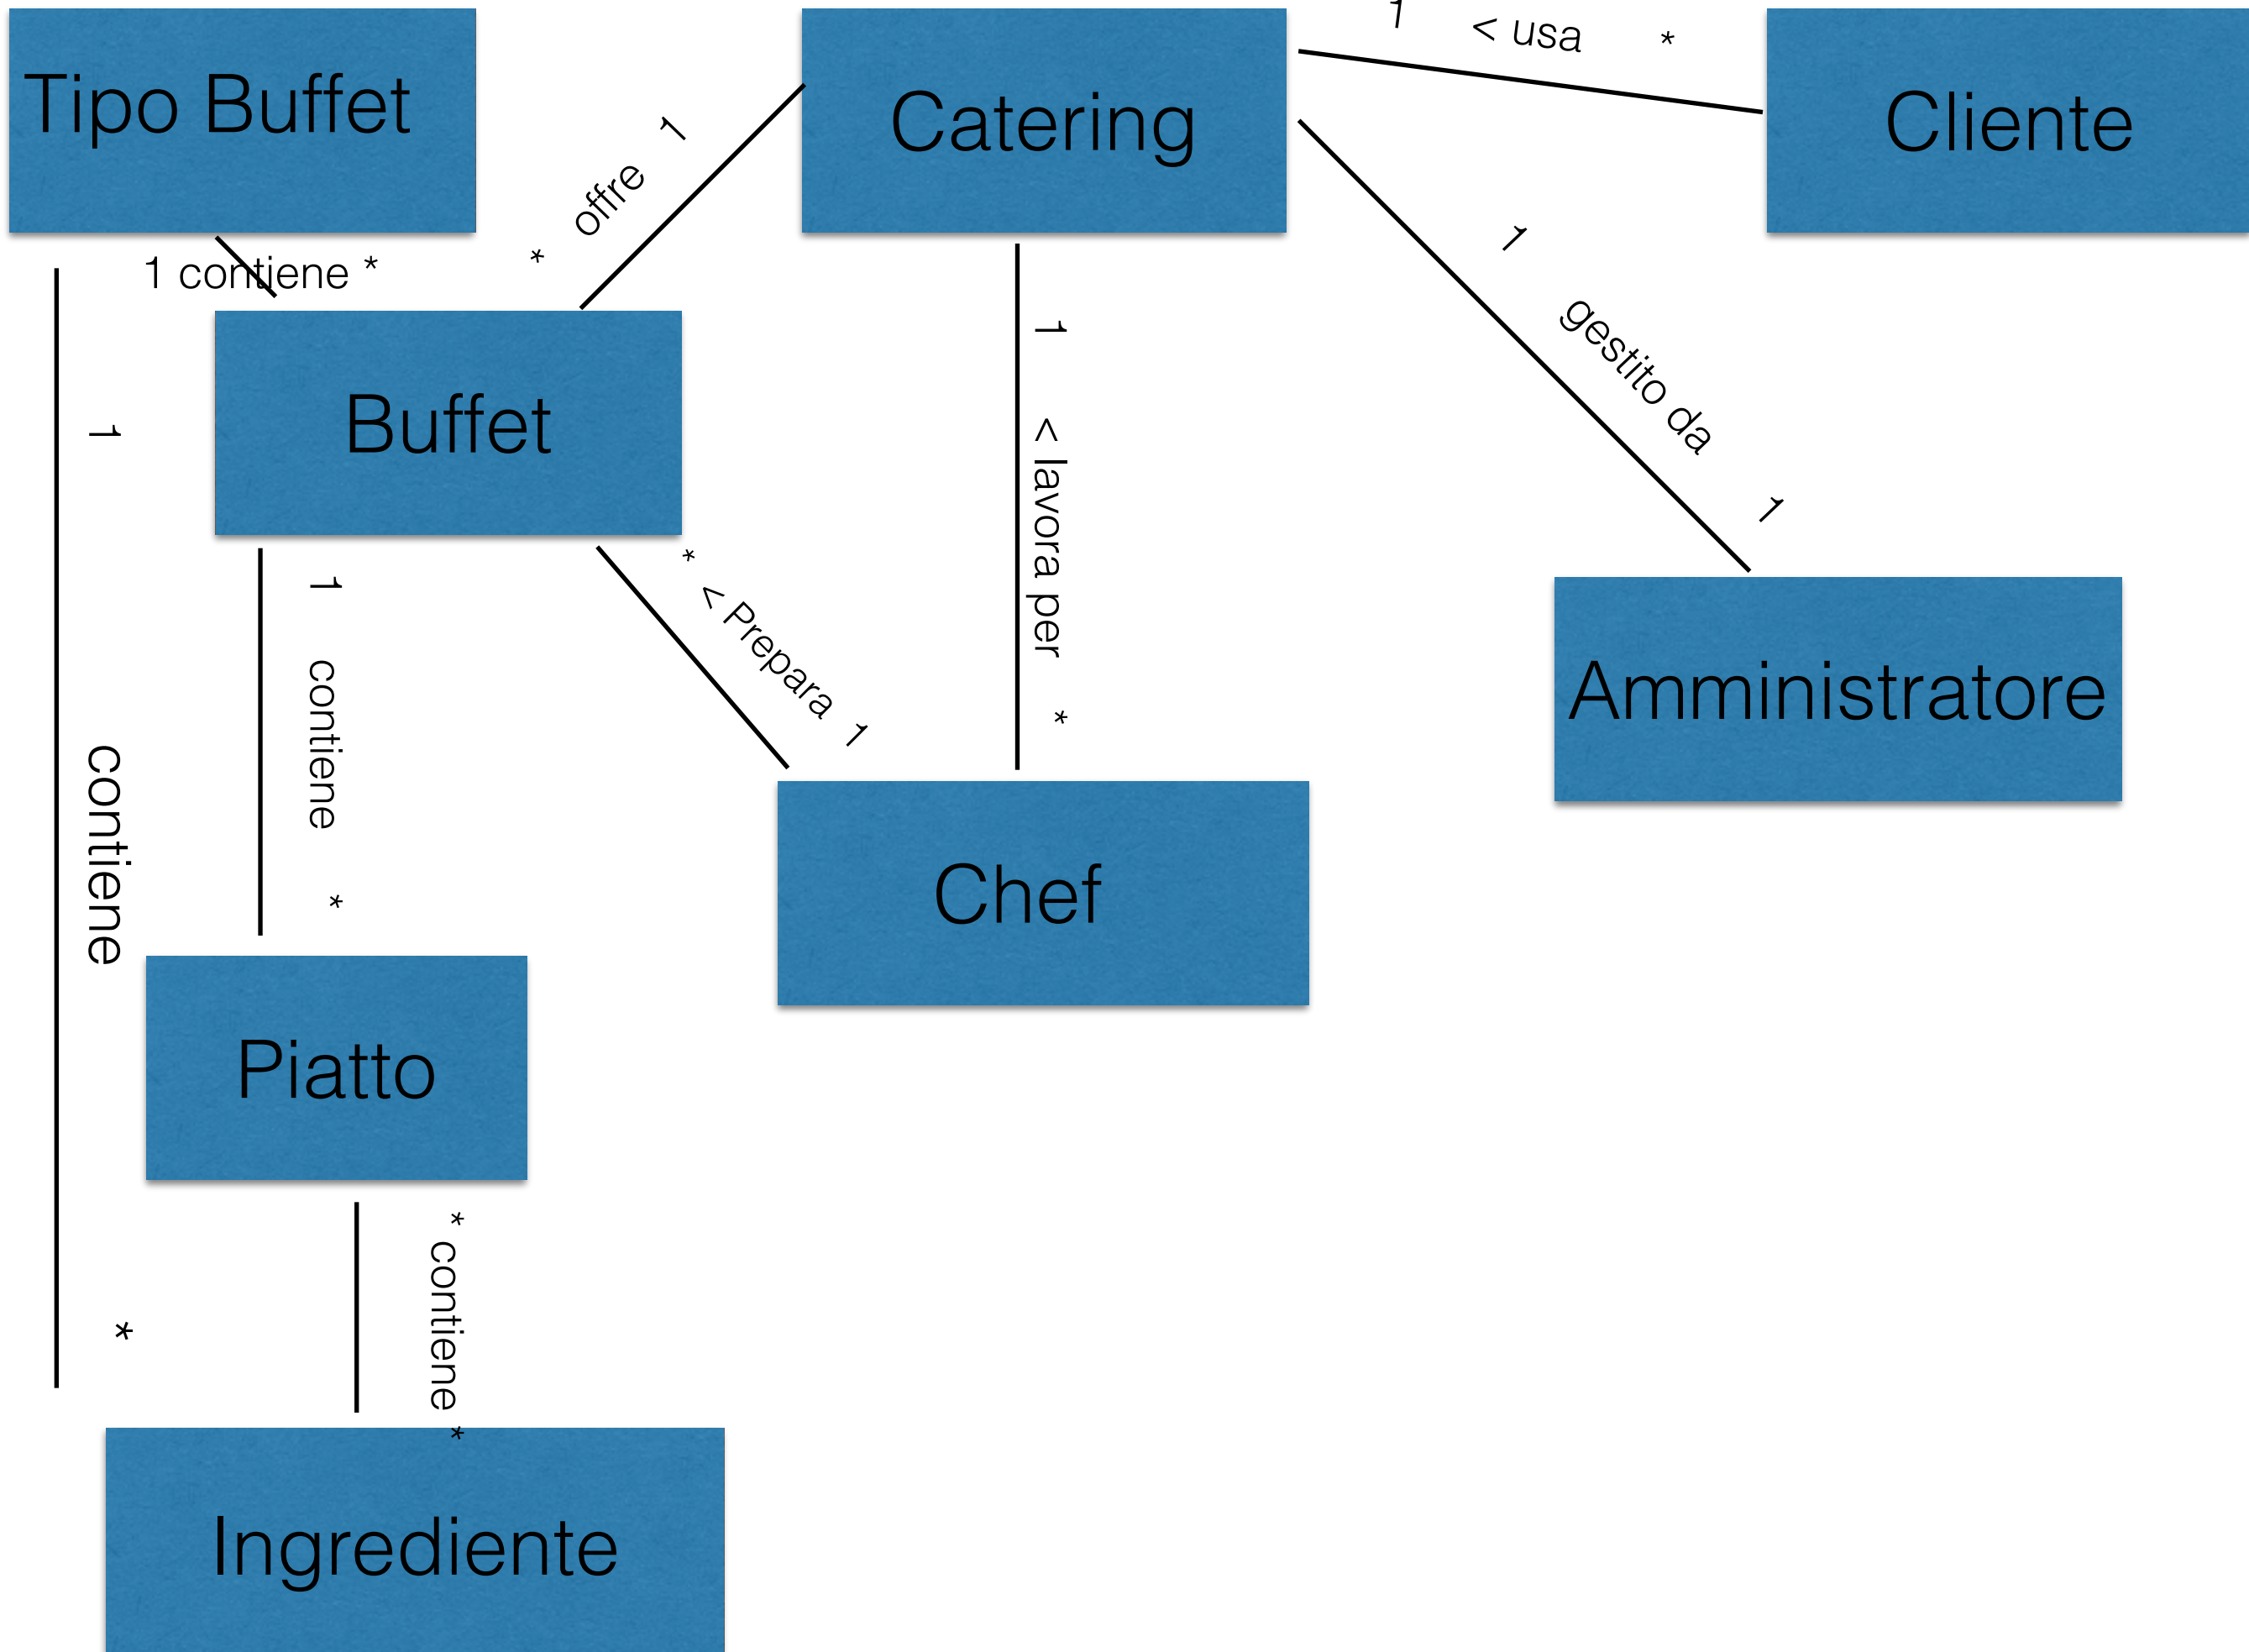 Tipo Buffet
Catering
1 < usa *
Cliente
* offre 1
1 contiene *
1 gestito da 1
Buffet
1 < lavora per *
1 contiene *
* < Prepara 1
Amministratore
1 contiene *
Chef
Piatto
* contiene *
Ingrediente